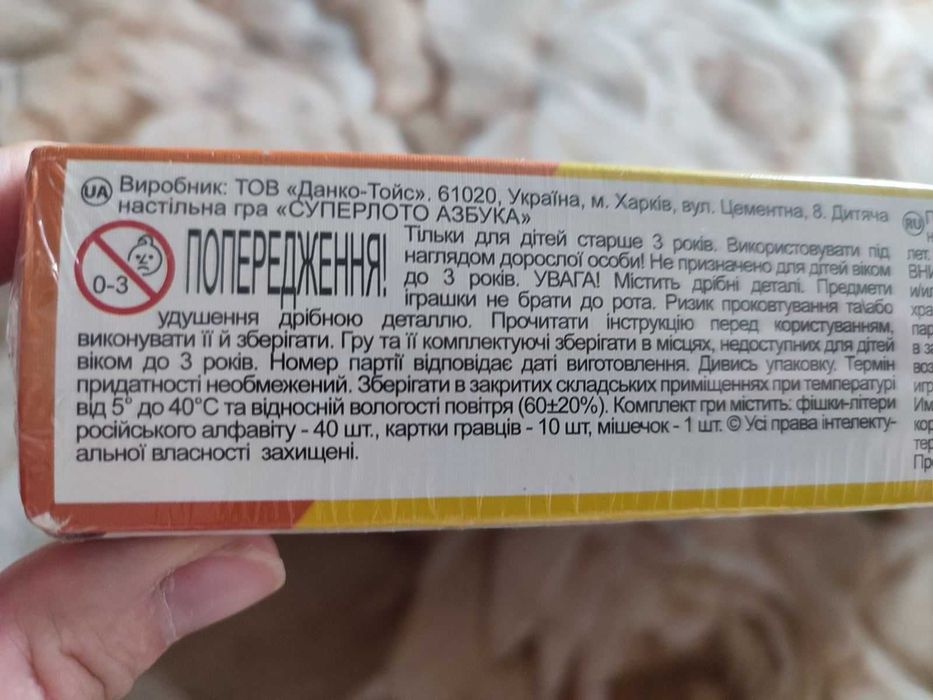 UA Виробник: ТОВ «Данко-Тойс». 61020, Україна, м. Харків, вул. Цементна, 8. Дитяча
настільна гра «СУПЕРЛОТО АЗБУКА»
0-3
ПОПЕРЕДЖЕННЯ!
Тільки для дітей старше 3 років. Використовувати під
наглядом дорослої особи! Не призначено для дітей віком
до 3 років. УВАГА! Містить дрібні деталі. Предмети
іграшки не брати до рота. Ризик проковтування та\або
удушення дрібною деталлю. Прочитати інструкцію перед користуванням,
виконувати її й зберігати. Гру та її комплектуючі зберігати в місцях, недоступних для дітей
віком до 3 років. Номер партії відповідає даті виготовлення. Дивись упаковку. Термін
придатності необмежений. Зберігати в закритих складських приміщеннях при температурі
від 5° до 40°С та відносній вологості повітря (60±20%). Комплект гри містить: фішки-літери
російського алфавіту - 40 шт., картки гравців - 10 шт, мішечок - 1 шт. © Усі права інтелекту-
альної власності захищені.
RU
лет.